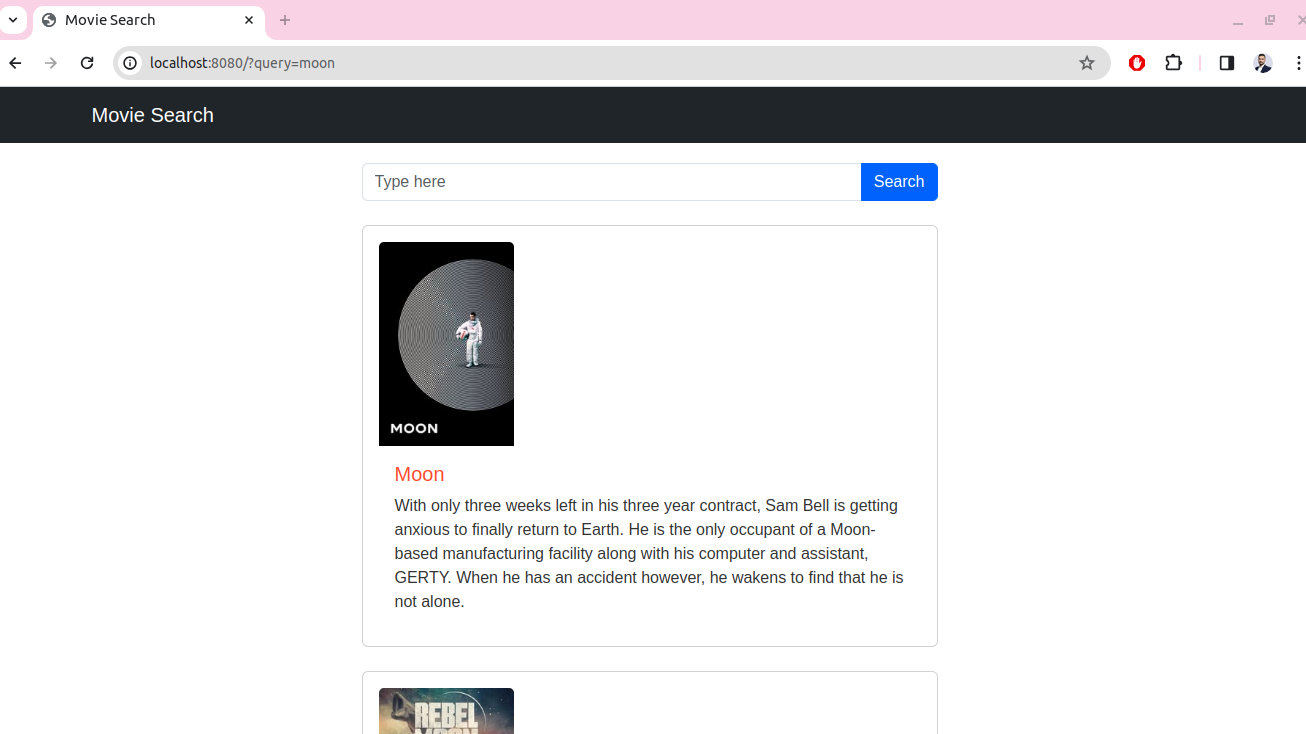 Movie Search
localhost:8080/?query=moon
Movie Search
Type here
Search
MOON
Moon
With only three weeks left in his three year contract, Sam Bell is getting
anxious to finally return to Earth. He is the only occupant of a Moon-
based manufacturing facility along with his computer and assistant,
GERTY. When he has an accident however, he wakens to find that he is
not alone.
REBEL
MOON